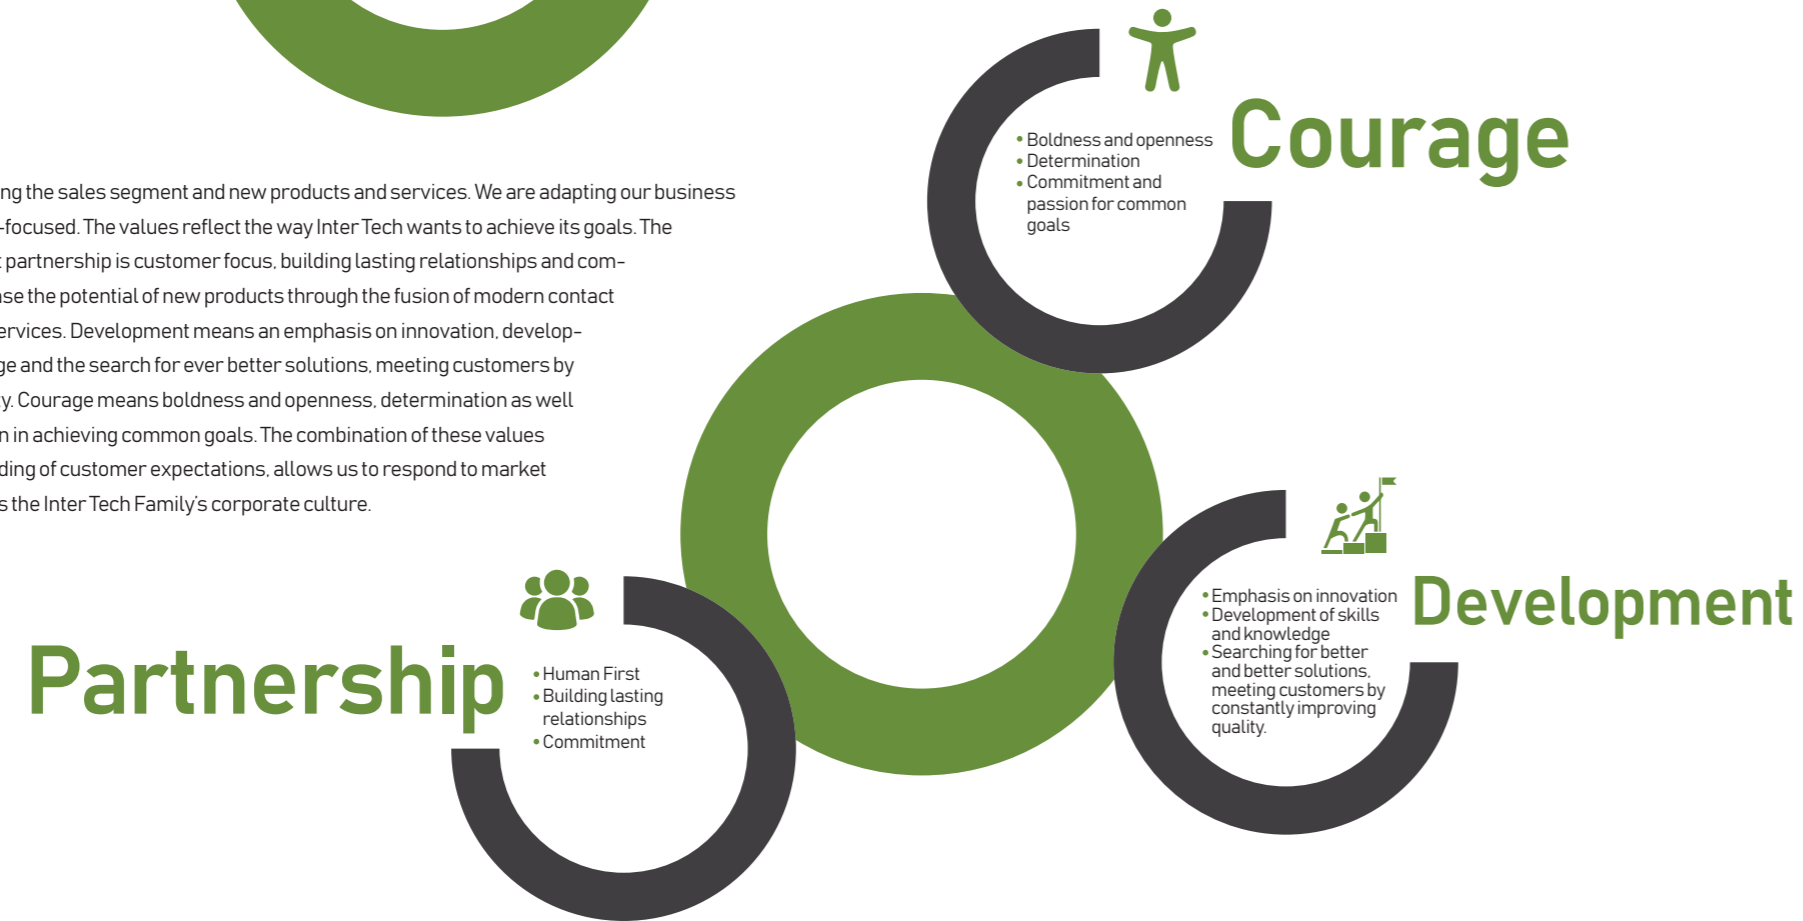 ng the sales segment and new products and services. We are adapting our business
-focused. The values reflect the way Inter Tech wants to achieve its goals. The
partnership is customer focus, building lasting relationships and com-
se the potential of new products through the fusion of modern contact
ervices. Development means an emphasis on innovation, develop-
ge and the search for ever better solutions, meeting customers by
y. Courage means boldness and openness, determination as well
n in achieving common goals. The combination of these values
ding of customer expectations, allows us to respond to market
s the Inter Tech Family's corporate culture.
Courage
• Boldness and openness
• Determination
• Commitment and
passion for common
goals
Development
• Emphasis on innovation
• Development of skills
and knowledge
• Searching for better
and better solutions,
meeting customers by
constantly improving
quality.
Partnership
• Human First
• Building lasting
relationships
• Commitment